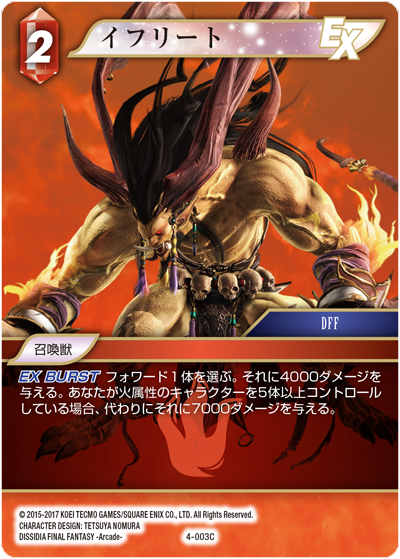 2
イフリート
EX
DFF
召喚獣
EX BURST フォワード1体を選ぶ。それに4000ダメージを
与える。あなたが火属性のキャラクターを5体以上コントロール
している場合、代わりにそれに7000ダメージを与える。
© 2015-2017 KOEI TECMO GAMES/SQUARE ENIX CO., LTD. All Rights Reserved.
CHARACTER DESIGN: TETSUYA NOMURA
DISSIDIA FINAL FANTASY -Arcade-
4-003C